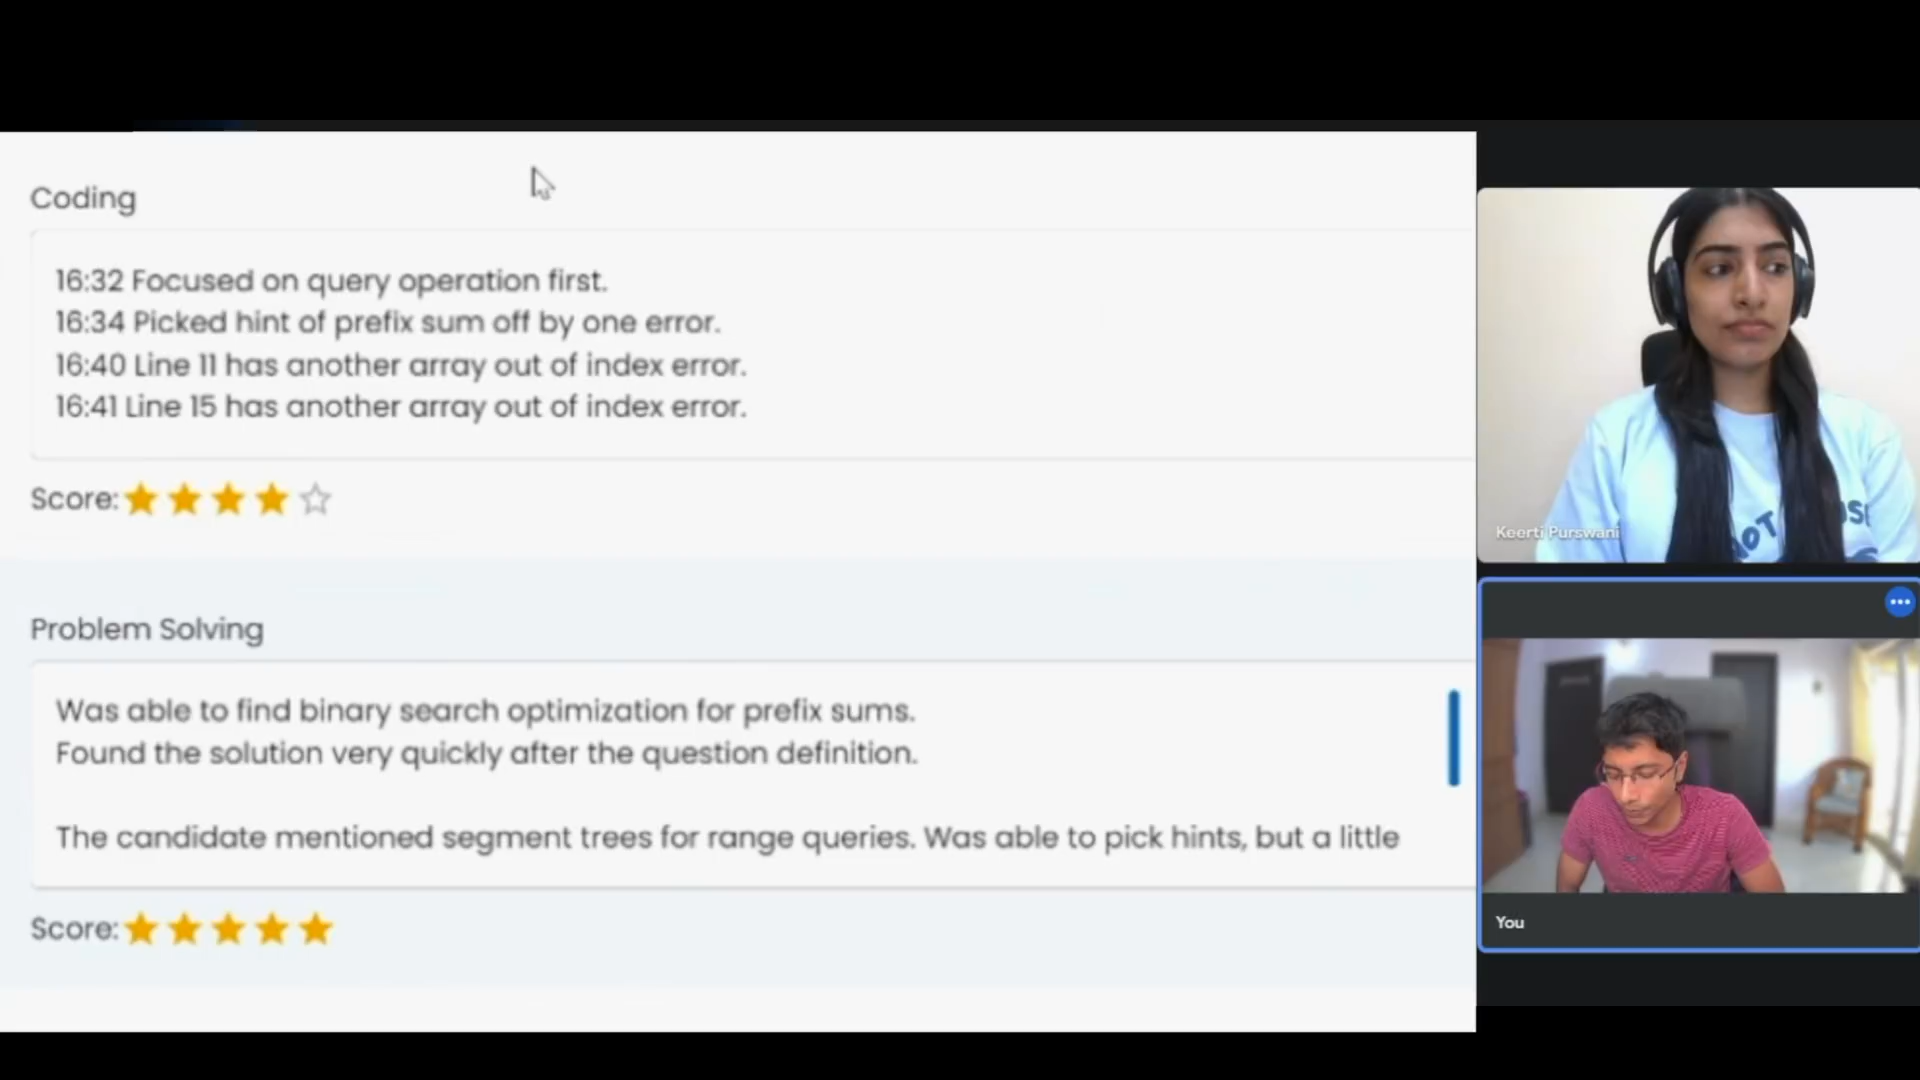 Coding
16:32 Focused on query operation first.
16:34 Picked hint of prefix sum off by one error.
16:40 Line 11 has another array out of index error.
16:41 Line 15 has another array out of index error.
Score:
Problem Solving
Was able to find binary search optimization for prefix sums.
Found the solution very quickly after the question definition.
The candidate mentioned segment trees for range queries. Was able to pick hints, but a little
Score:
Keerti Purswani
You